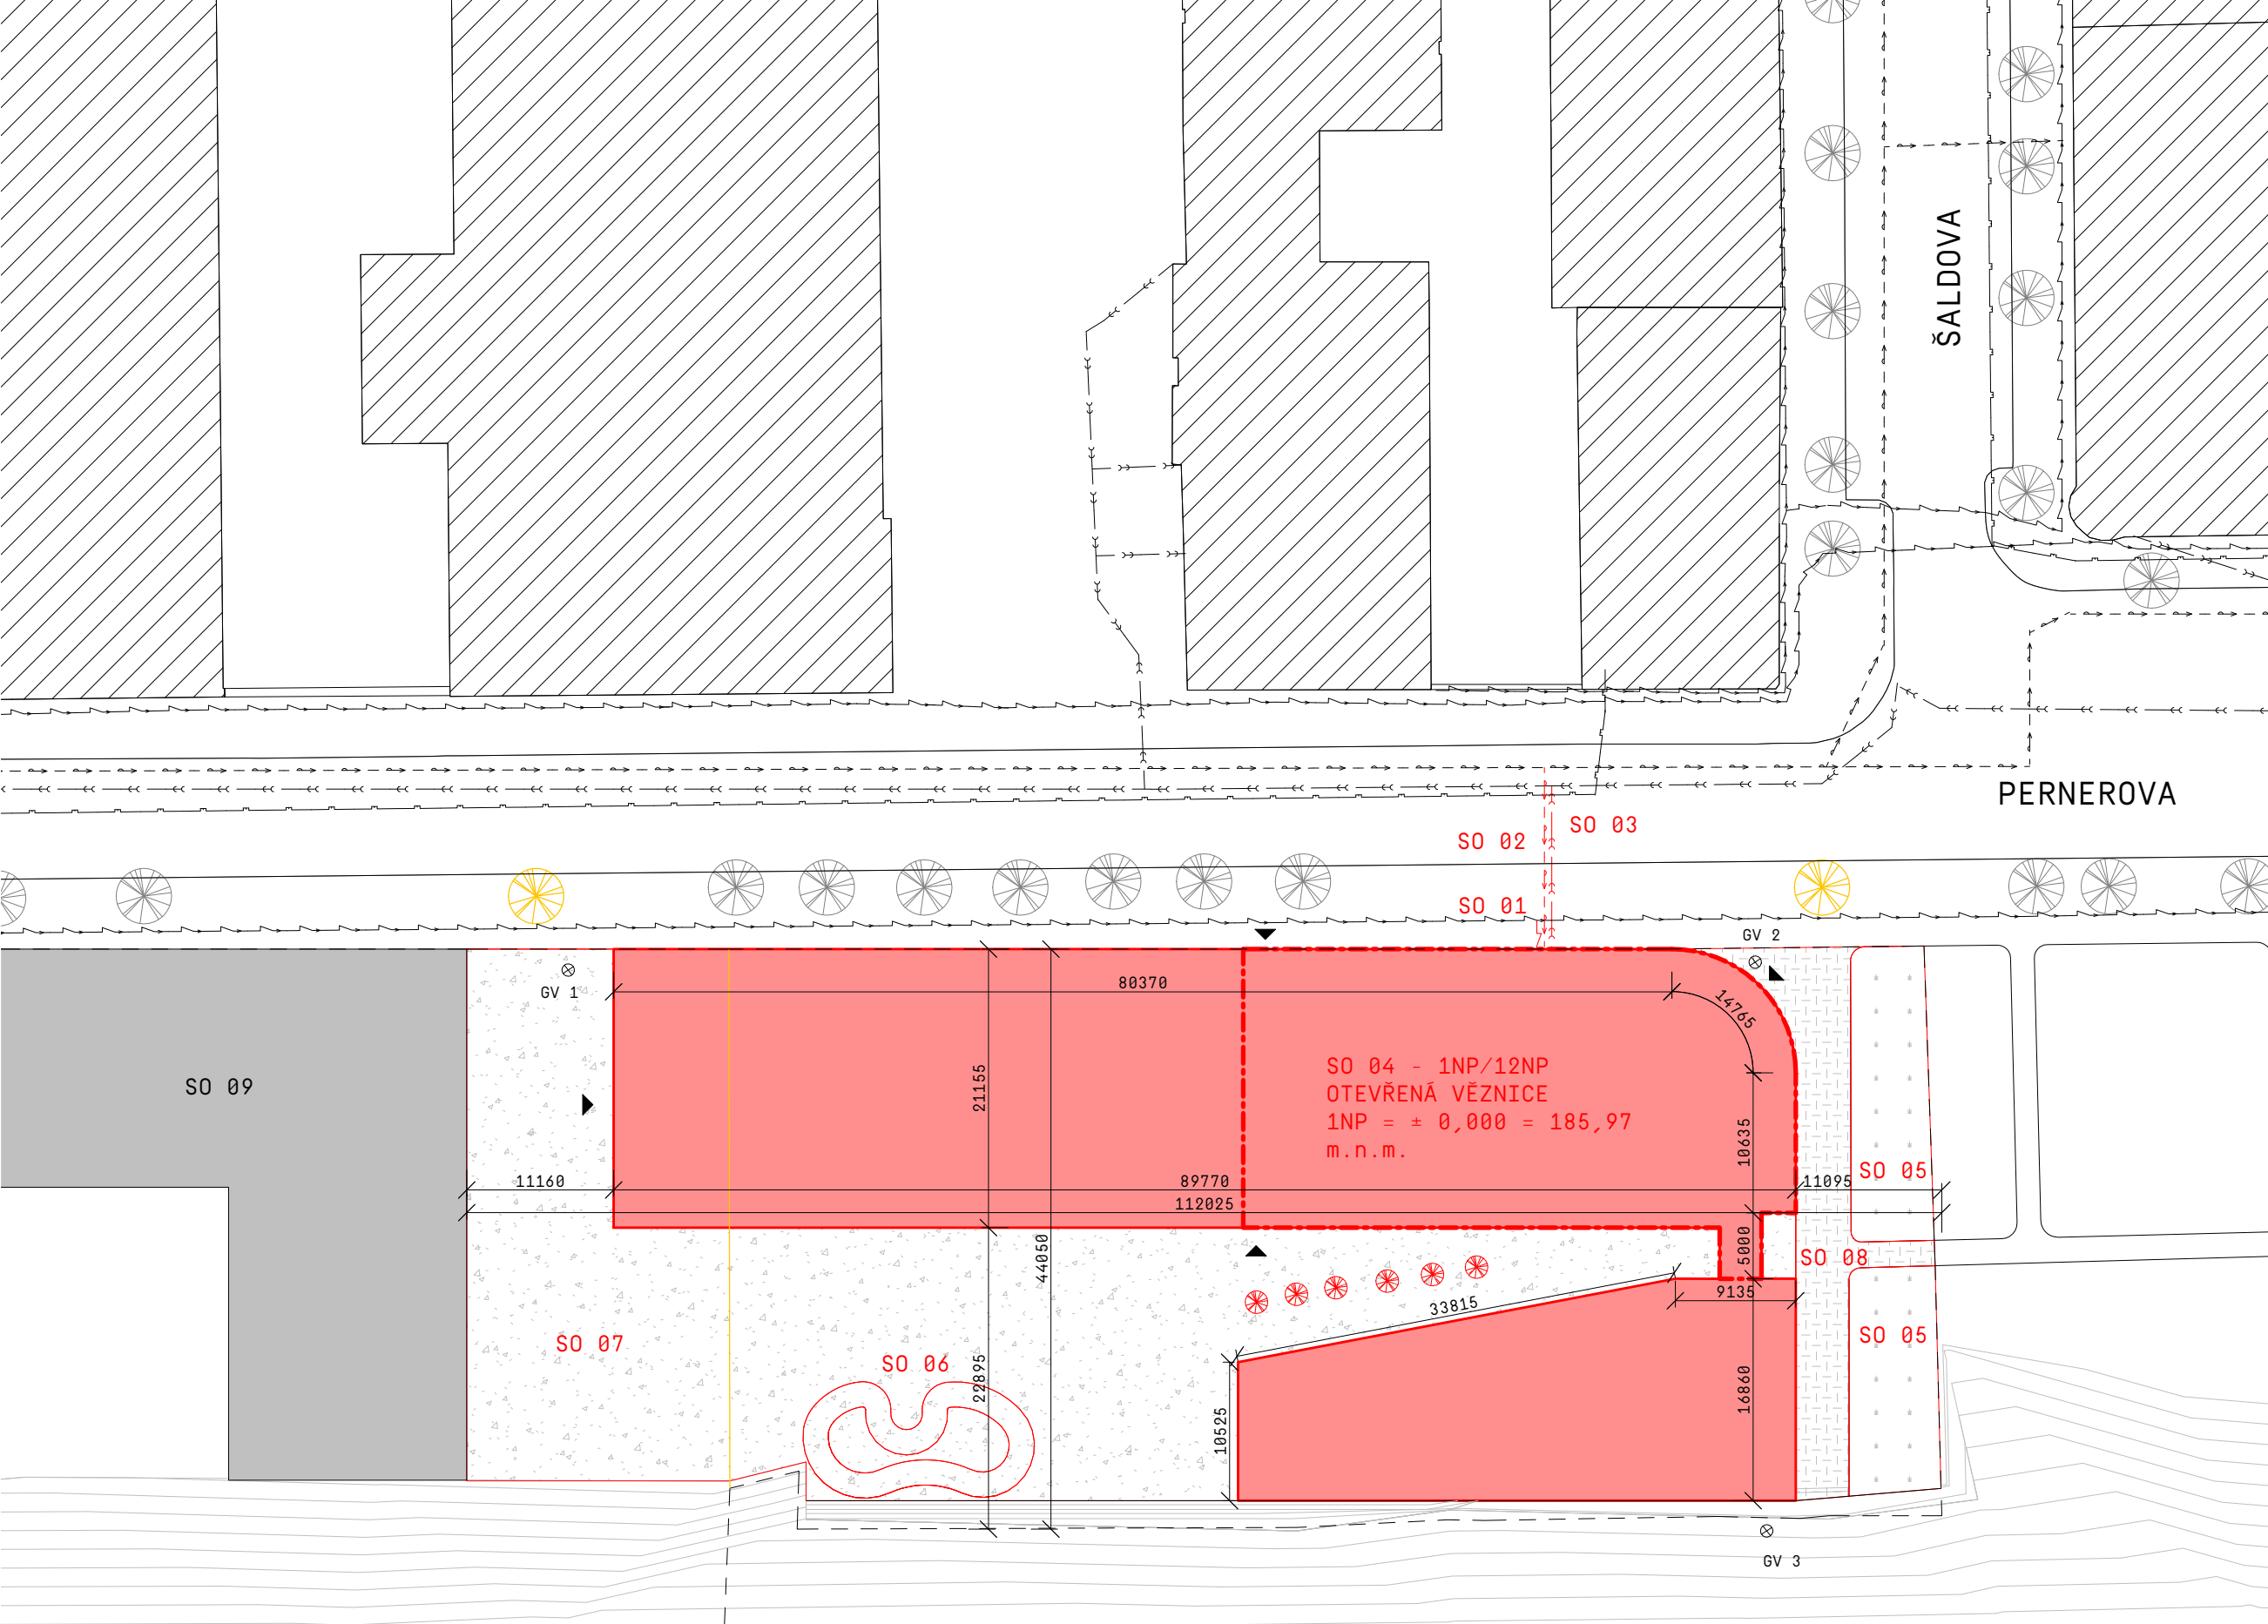 ŠALDOVA
PERNEROVA
SO 03
SO 02
SO 01
GV 2
GV 1
80370
14765
SO 04 - 1NP/12NP
OTEVŘENÁ VĚZNICE
1NP = ± 0,000 = 185,97
m.n.m.
SO 09
21155
10635
SO 05
11160
89770
11095
112025
44050
5000
SO 08
9135
33815
SO 07
SO 06
SO 05
22895
10525
16860
GV 3